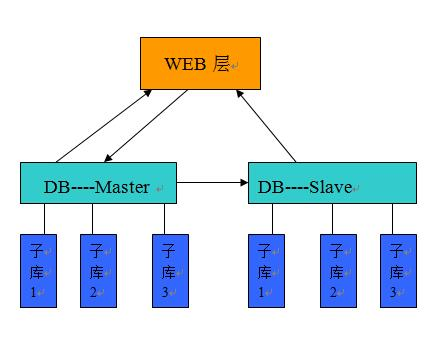 WEB 层
DB----Master
DB----Slave
子
库
1
子
库
2
子
库
3
子
库
1
子
库
2
子
库
3